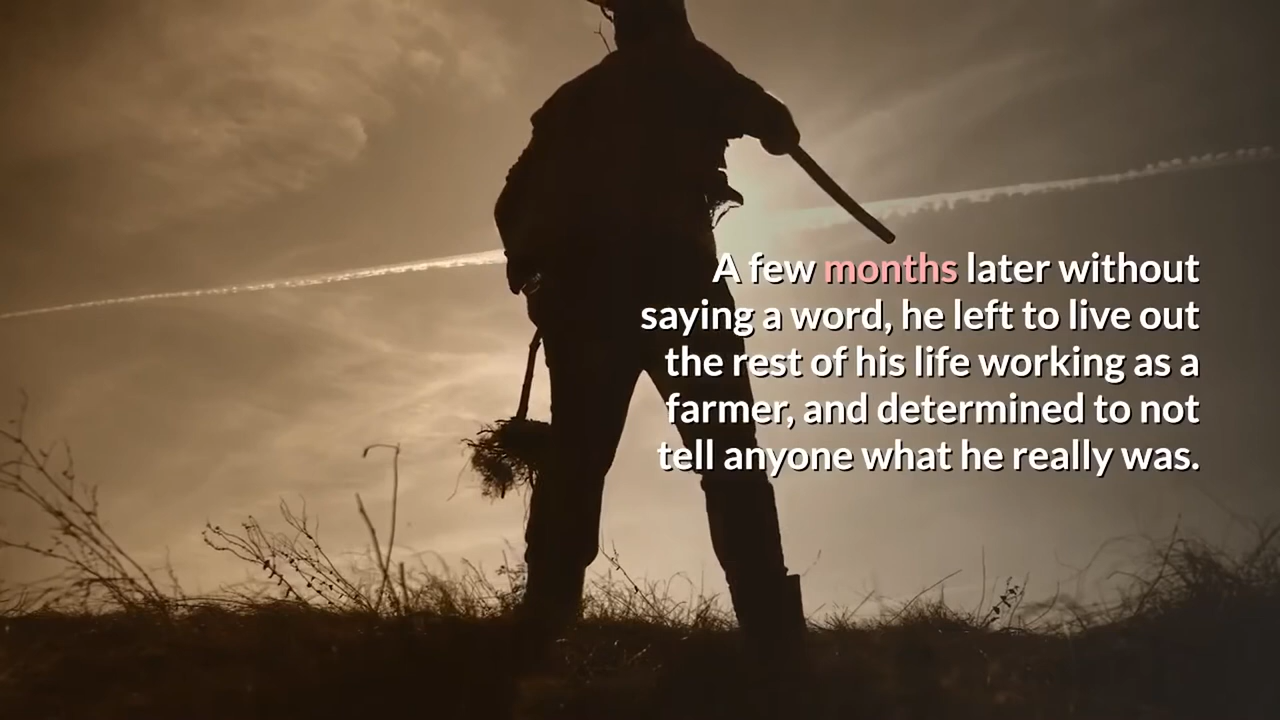 A few months later without
saying a word, he left to live out
the rest of his life working as a
farmer, and determined to not
tell anyone what he really was.